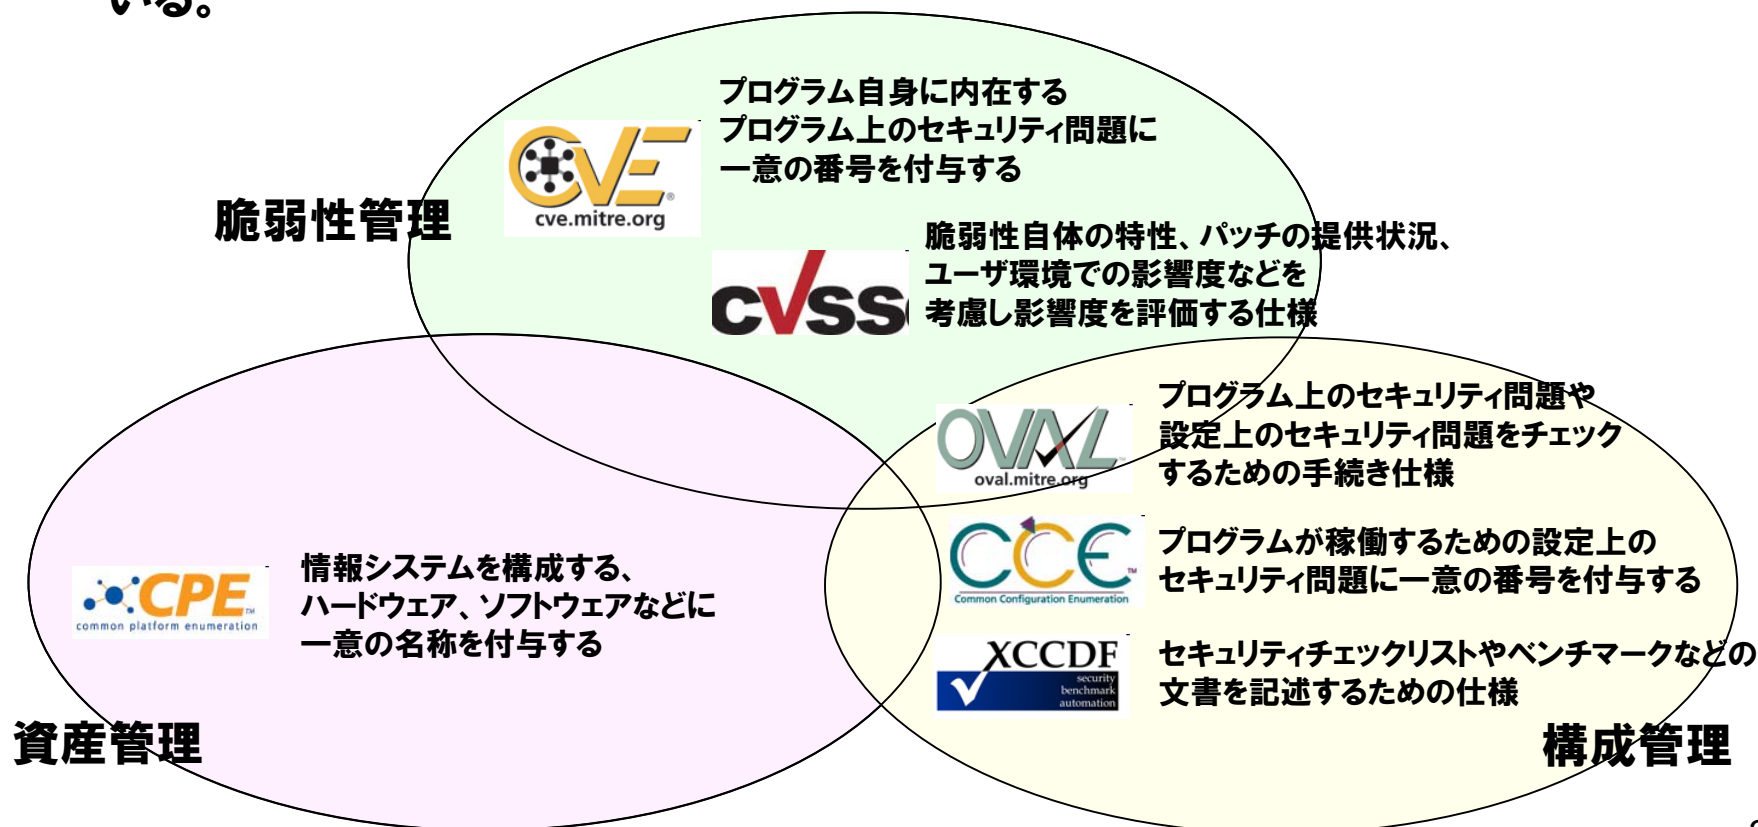 いる。
プログラム自身に内在する
プログラム上のセキュリティ問題に
一意の番号を付与する
CVE®
cve.mitre.org
脆弱性管理
脆弱性自体の特性、パッチの提供状況、
ユーザ環境での影響度などを
考慮し影響度を評価する仕様
CVSS
プログラム上のセキュリティ問題や
設定上のセキュリティ問題をチェック
するための手続き仕様
OVAL™
oval.mitre.org
プログラムが稼働するための設定上の
セキュリティ問題に一意の番号を付与する
CCE™
Common Configuration Enumeration
情報システムを構成する、
ハードウェア、ソフトウェアなどに
一意の名称を付与する
CPE™
common platform enumeration
XCCDF
security
benchmark
automation
セキュリティチェックリストやベンチマークなどの
文書を記述するための仕様
資産管理
構成管理